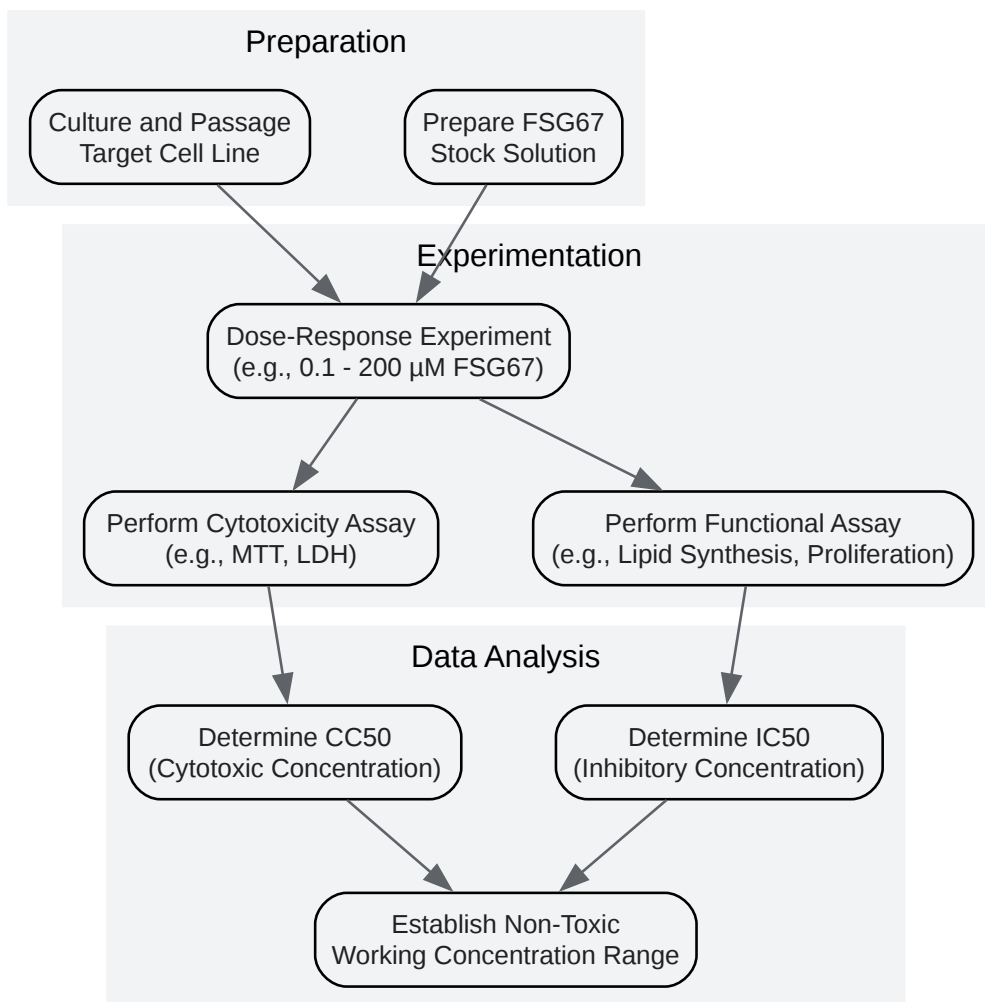 Preparation
Culture and Passage
Target Cell Line
Prepare FSG67
Stock Solution
Experimentation
Dose-Response Experiment
(e.g., 0.1 - 200 µM FSG67)
Perform Cytotoxicity Assay
(e.g., MTT, LDH)
Perform Functional Assay
(e.g., Lipid Synthesis, Proliferation)
Data Analysis
Determine CC50
(Cytotoxic Concentration)
Determine IC50
(Inhibitory Concentration)
Establish Non-Toxic
Working Concentration Range